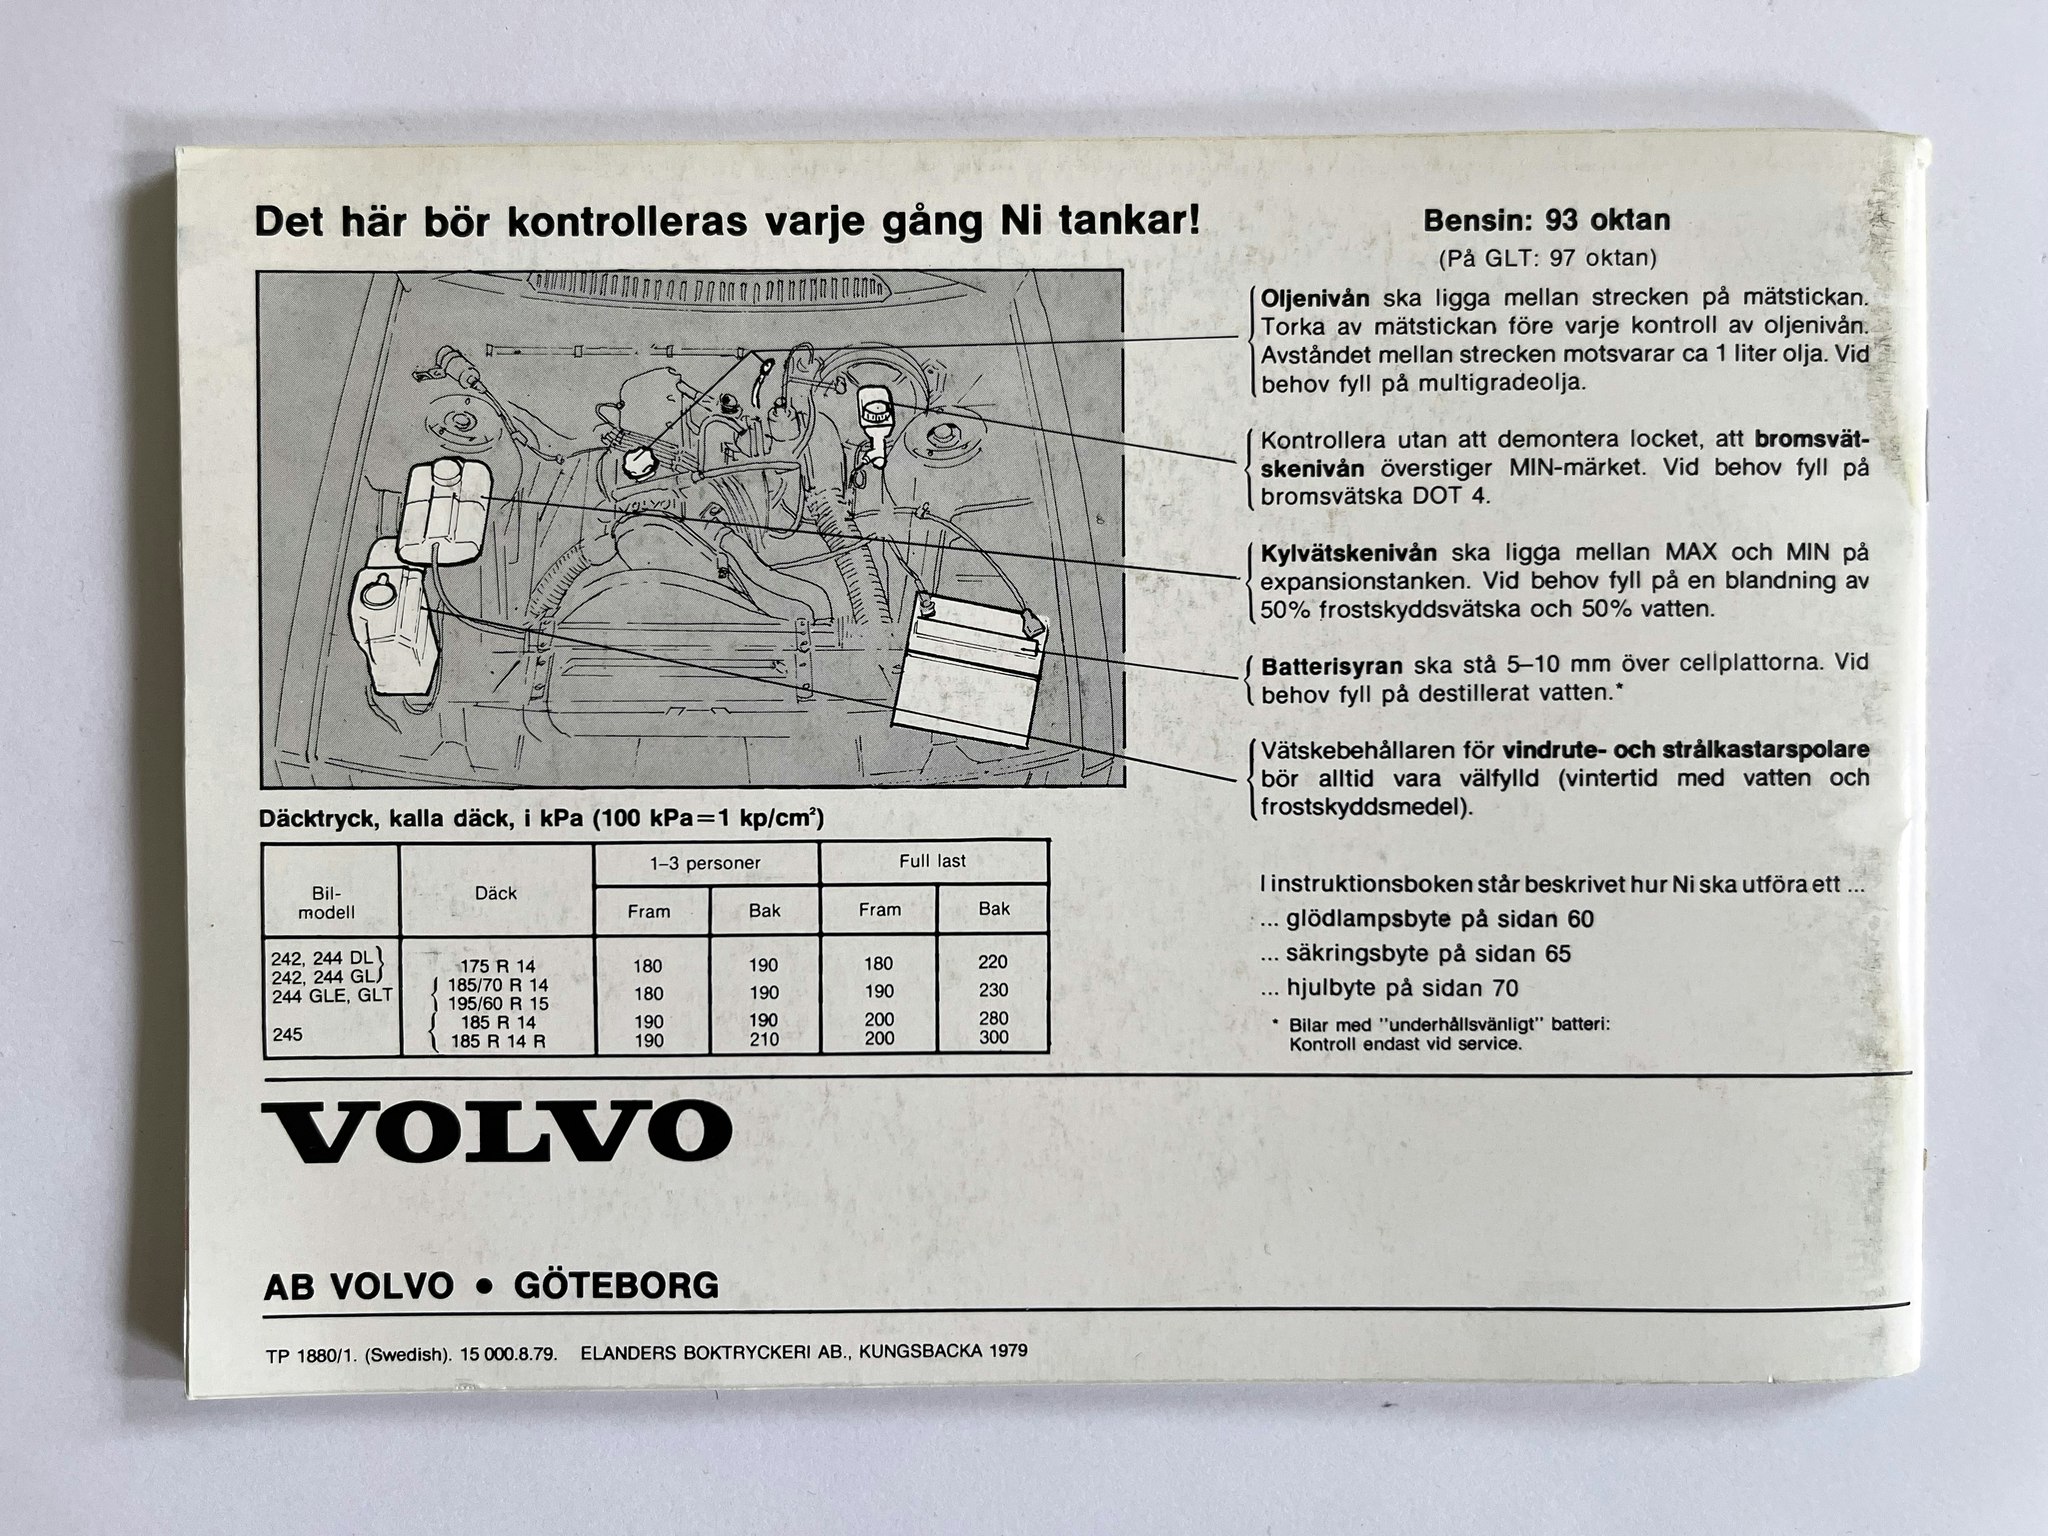 Det här bör kontrolleras varje gång Ni tankar!
Bensin: 93 oktan
(På GLT: 97 oktan)
Oljenivån ska ligga mellan strecken på mätstickan.
Torka av mätstickan före varje kontroll av oljenivån.
Avståndet mellan strecken motsvarar ca 1 liter olja. Vid
behov fyll på multigradeolja.
Kontrollera utan att demontera locket, att bromsvät-
skenivån överstiger MIN-märket. Vid behov fyll på
bromsvätska DOT 4.
Kylvätskenivån ska ligga mellan MAX och MIN på
expansionstanken. Vid behov fyll på en blandning av
50% frostskyddsvätska och 50% vatten.
Batterisyran ska stå 5–10 mm över cellplattorna. Vid
behov fyll på destillerat vatten.*
Vätskebehållaren för vindrute- och strålkastarspolare
bör alltid vara välfylld (vintertid med vatten och
frostskyddsmedel).
Däcktryck, kalla däck, i kPa (100 kPa=1 kp/cm²)
Bil-
modell
Däck
1–3 personer
Full last
Fram Bak Fram Bak
242, 244 DL
242, 244 GL
175 R 14 180 190 180 220
244 GLE, GLT
185/70 R 14
195/60 R 15
180 190 190 230
245
185 R 14 190 190 200 280
185 R 14 R 190 210 200 300
I instruktionsboken står beskrivet hur Ni ska utföra ett ...
... glödlampsbyte på sidan 60
... säkringsbyte på sidan 65
... hjulbyte på sidan 70
* Bilar med "underhållsvänligt" batteri:
Kontroll endast vid service.
VOLVO
AB VOLVO • GÖTEBORG
TP 1880/1. (Swedish). 15 000.8.79. ELANDERS BOKTRYCKERI AB., KUNGSBACKA 1979